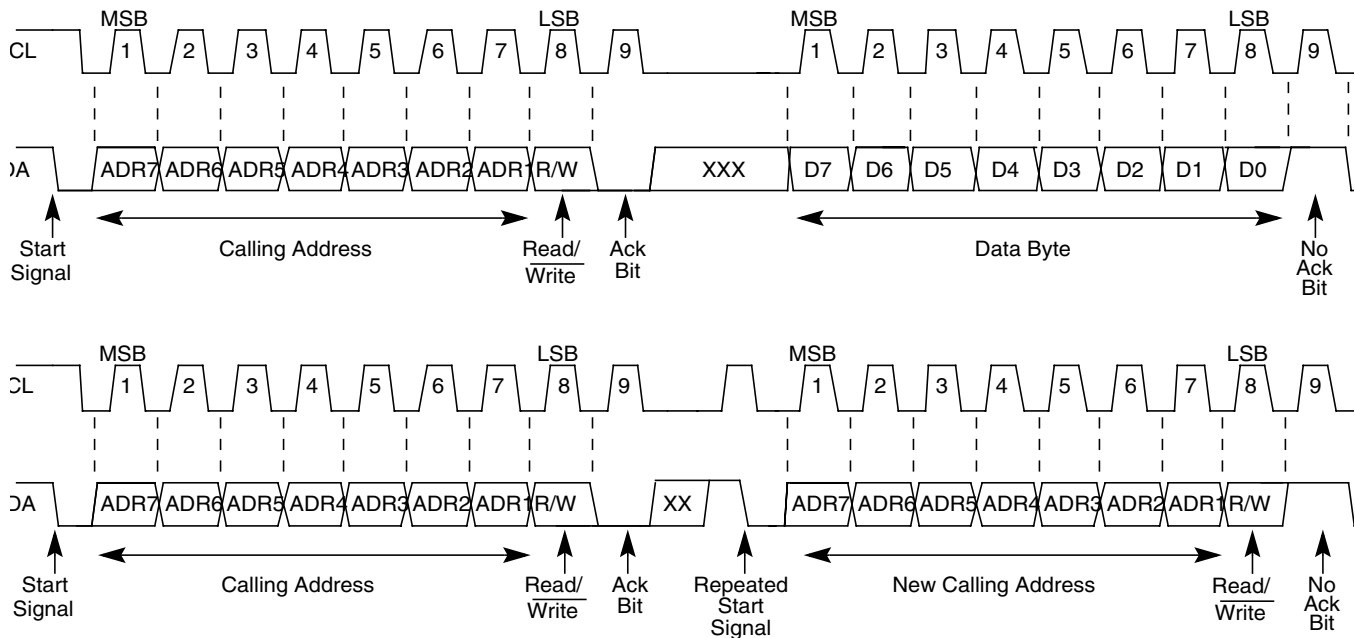 MSB LSB MSB LSB
CL 1 2 3 4 5 6 7 8 9 1 2 3 4 5 6 7 8 9
DA ADR7 ADR6 ADR5 ADR4 ADR3 ADR2 ADR1 R/W XXX D7 D6 D5 D4 D3 D2 D1 D0
Start Signal
Calling Address
Read/
Write
Ack
Bit
Data Byte
No
Ack
Bit
MSB LSB MSB LSB
CL 1 2 3 4 5 6 7 8 9 1 2 3 4 5 6 7 8 9
DA ADR7 ADR6 ADR5 ADR4 ADR3 ADR2 ADR1 R/W XX ADR7 ADR6 ADR5 ADR4 ADR3 ADR2 ADR1 R/W
Start
Signal
Calling Address
Read/
Write
Ack
Bit
Repeated
Start
Signal
New Calling Address
Read/
Write
No
Ack
Bit